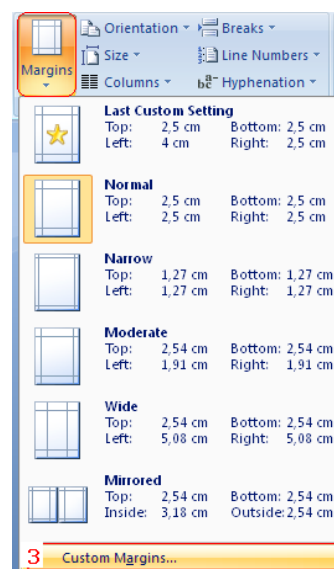 Margins
Orientation
Breaks
Size
Line Numbers
Columns
Hyphenation
Last Custom Setting
Top: 2,5 cm Bottom: 2,5 cm
Left: 4 cm Right: 2,5 cm
Normal
Top: 2,5 cm Bottom: 2,5 cm
Left: 2,5 cm Right: 2,5 cm
Narrow
Top: 1,27 cm Bottom: 1,27 cm
Left: 1,27 cm Right: 1,27 cm
Moderate
Top: 2,54 cm Bottom: 2,54 cm
Left: 1,91 cm Right: 1,91 cm
Wide
Top: 2,54 cm Bottom: 2,54 cm
Left: 5,08 cm Right: 5,08 cm
Mirrored
Top: 2,54 cm Bottom: 2,54 cm
Inside: 3,18 cm Outside: 2,54 cm
3 Custom Margins...